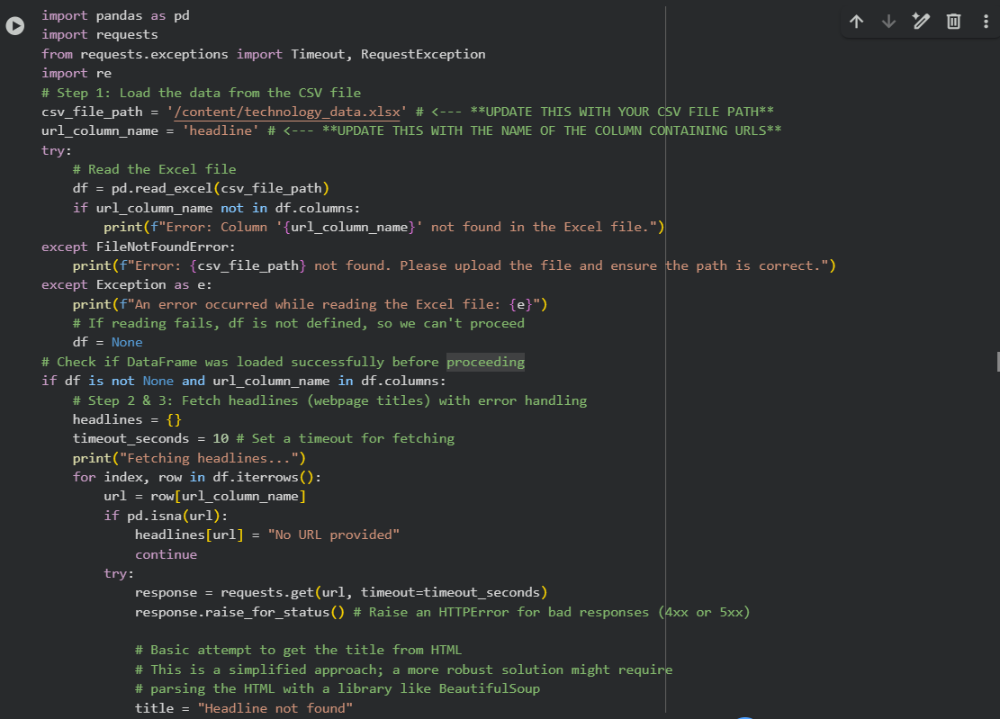 import pandas as pd
import requests
from requests.exceptions import Timeout, RequestException
import re
# Step 1: Load the data from the CSV file
csv_file_path = '/content/technology_data.xlsx' # <--- **UPDATE THIS WITH YOUR CSV FILE PATH**
url_column_name = 'headline' # <--- **UPDATE THIS WITH THE NAME OF THE COLUMN CONTAINING URLS**
try:
    # Read the Excel file
    df = pd.read_excel(csv_file_path)
    if url_column_name not in df.columns:
        print(f"Error: Column '{url_column_name}' not found in the Excel file.")
except FileNotFoundError:
    print(f"Error: {csv_file_path} not found. Please upload the file and ensure the path is correct.")
except Exception as e:
    print(f"An error occurred while reading the Excel file: {e}")
    # If reading fails, df is not defined, so we can't proceed
    df = None
# Check if DataFrame was loaded successfully before proceeding
if df is not None and url_column_name in df.columns:
    # Step 2 & 3: Fetch headlines (webpage titles) with error handling
    headlines = {}
    timeout_seconds = 10 # Set a timeout for fetching
    print("Fetching headlines...")
    for index, row in df.iterrows():
        url = row[url_column_name]
        if pd.isna(url):
            headlines[url] = "No URL provided"
            continue
        try:
            response = requests.get(url, timeout=timeout_seconds)
            response.raise_for_status() # Raise an HTTPError for bad responses (4xx or 5xx)

            # Basic attempt to get the title from HTML
            # This is a simplified approach; a more robust solution might require
            # parsing the HTML with a library like BeautifulSoup
            title = "Headline not found"